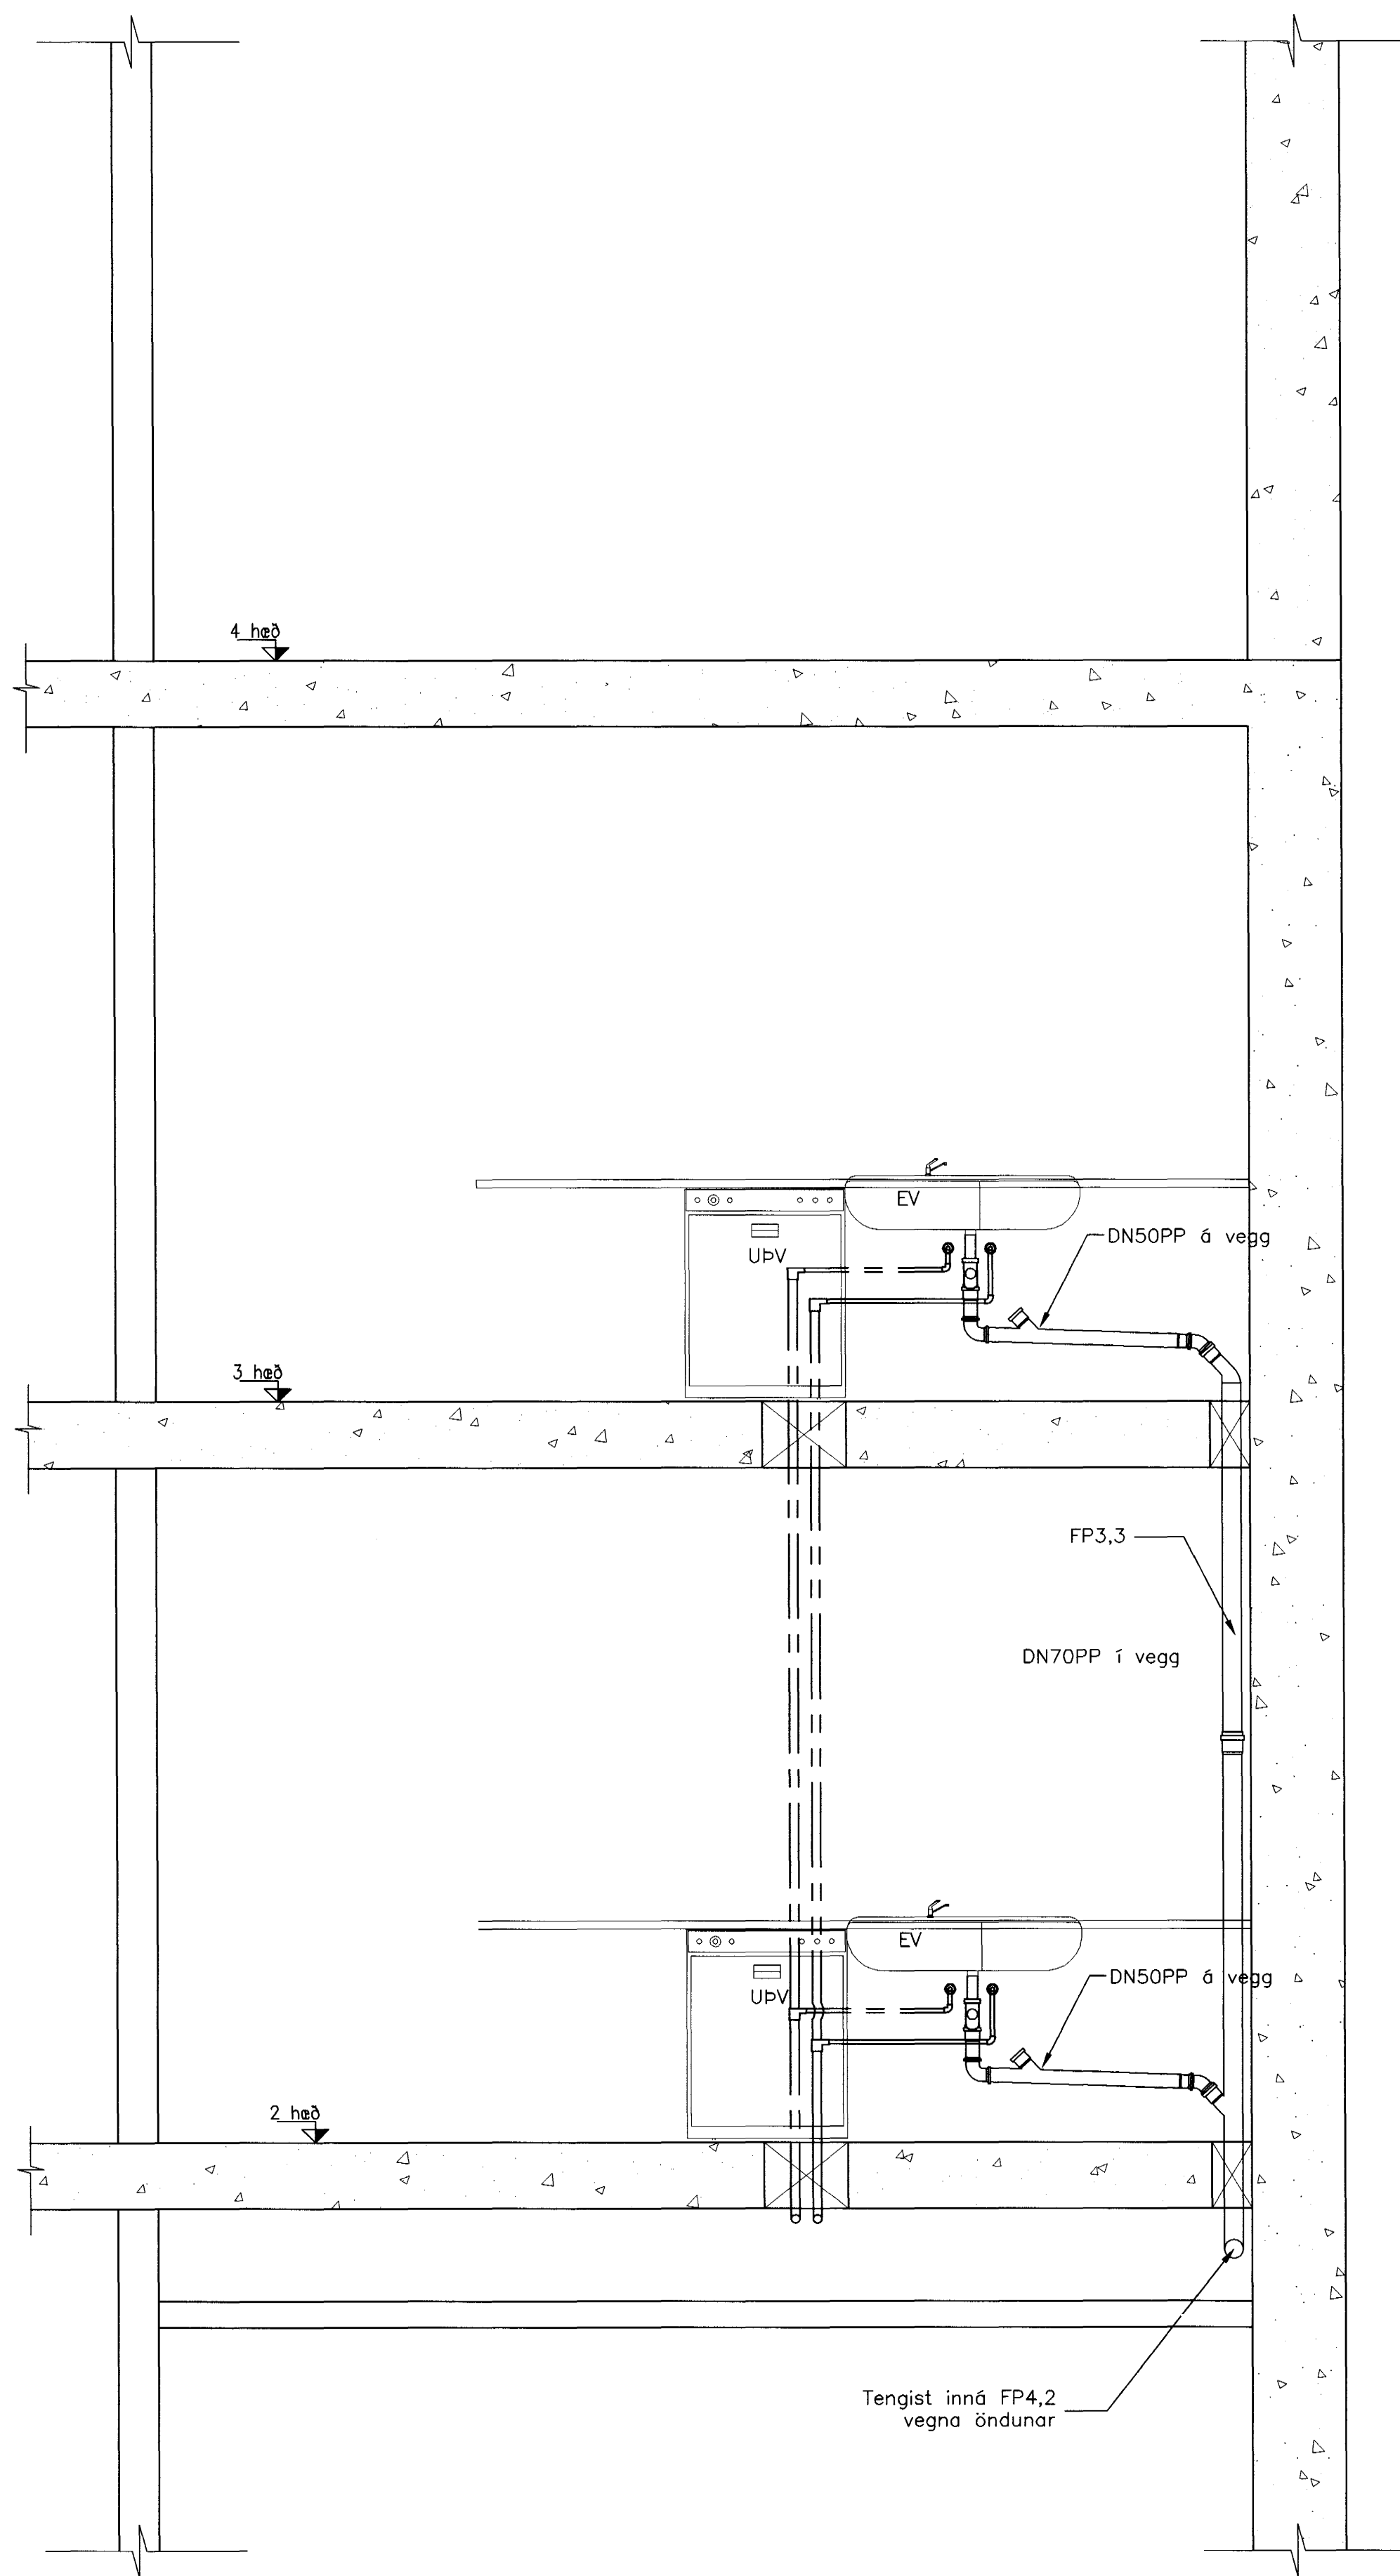 4 hæð
EV
UÞV
DN50PP á vegg
3 hæð
FP3,3
DN70PP í vegg
EV
UÞV
DN50PP á vegg
2 hæð
Tengist inná FP4,2
vegna öndunar